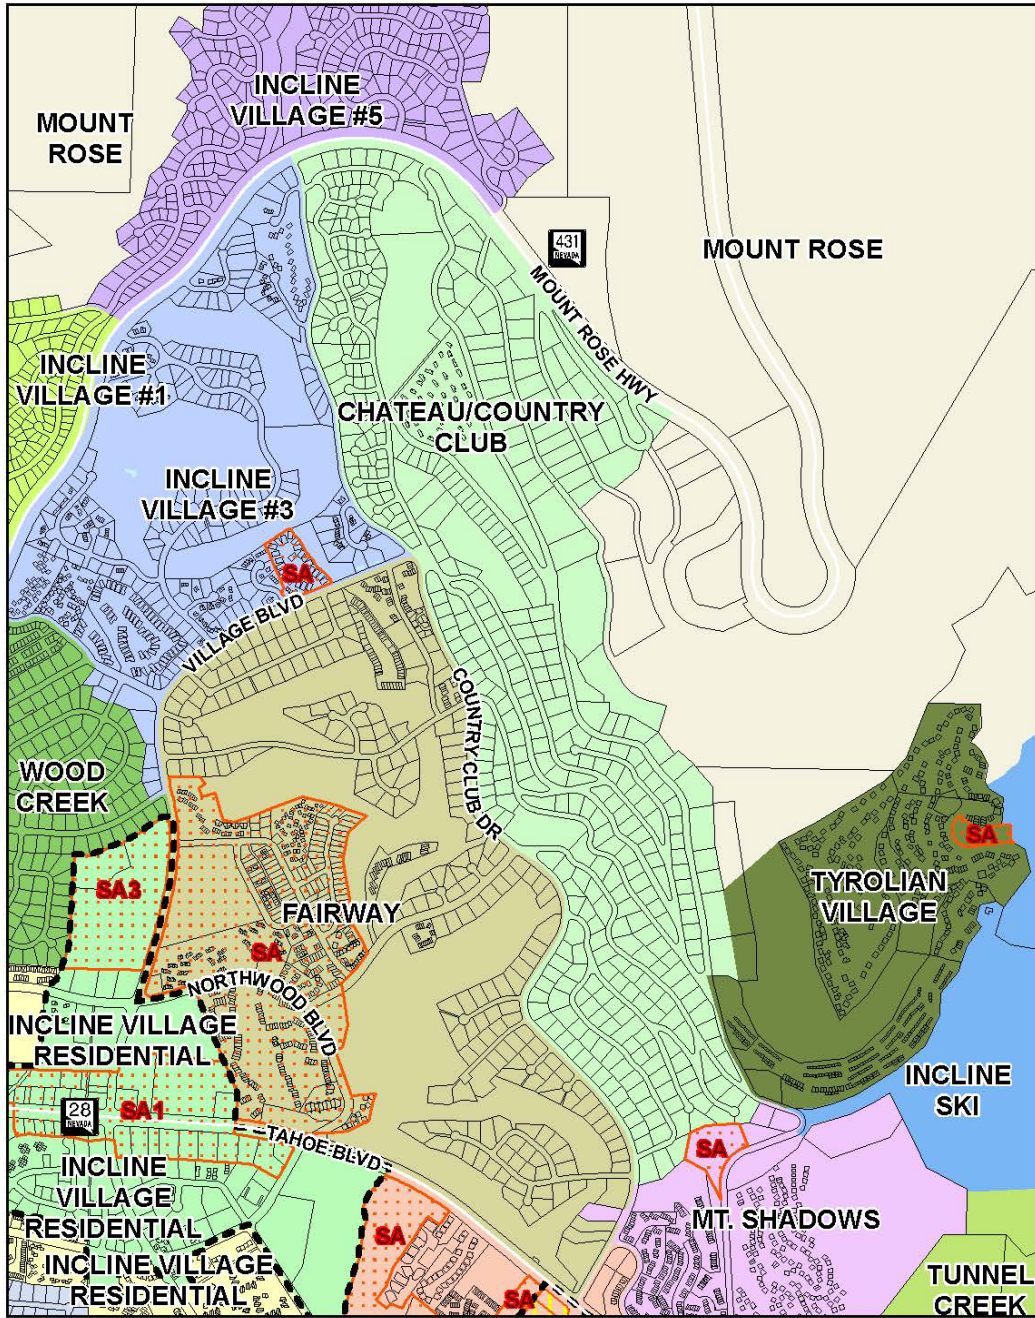 INCLINE
VILLAGE #5
MOUNT
ROSE
431
NEVADA
MOUNT ROSE
MOUNT ROSE HWY
INCLINE
VILLAGE #1
CHATEAU/COUNTRY
CLUB
INCLINE
VILLAGE #3
SA
VILLAGE BLVD
COUNTRY CLUB DR
WOOD
CREEK
SA
TYROLIAN
VILLAGE
SA3
FAIRWAY
SA
NORTHWOOD BLVD
INCLINE VILLAGE
RESIDENTIAL
INCLINE
SKI
28
NEVADA
SA1
TAHOE BLVD
SA
INCLINE
VILLAGE
RESIDENTIAL
MT. SHADOWS
SA
INCLINE VILLAGE
RESIDENTIAL
TUNNEL
CREEK
SA